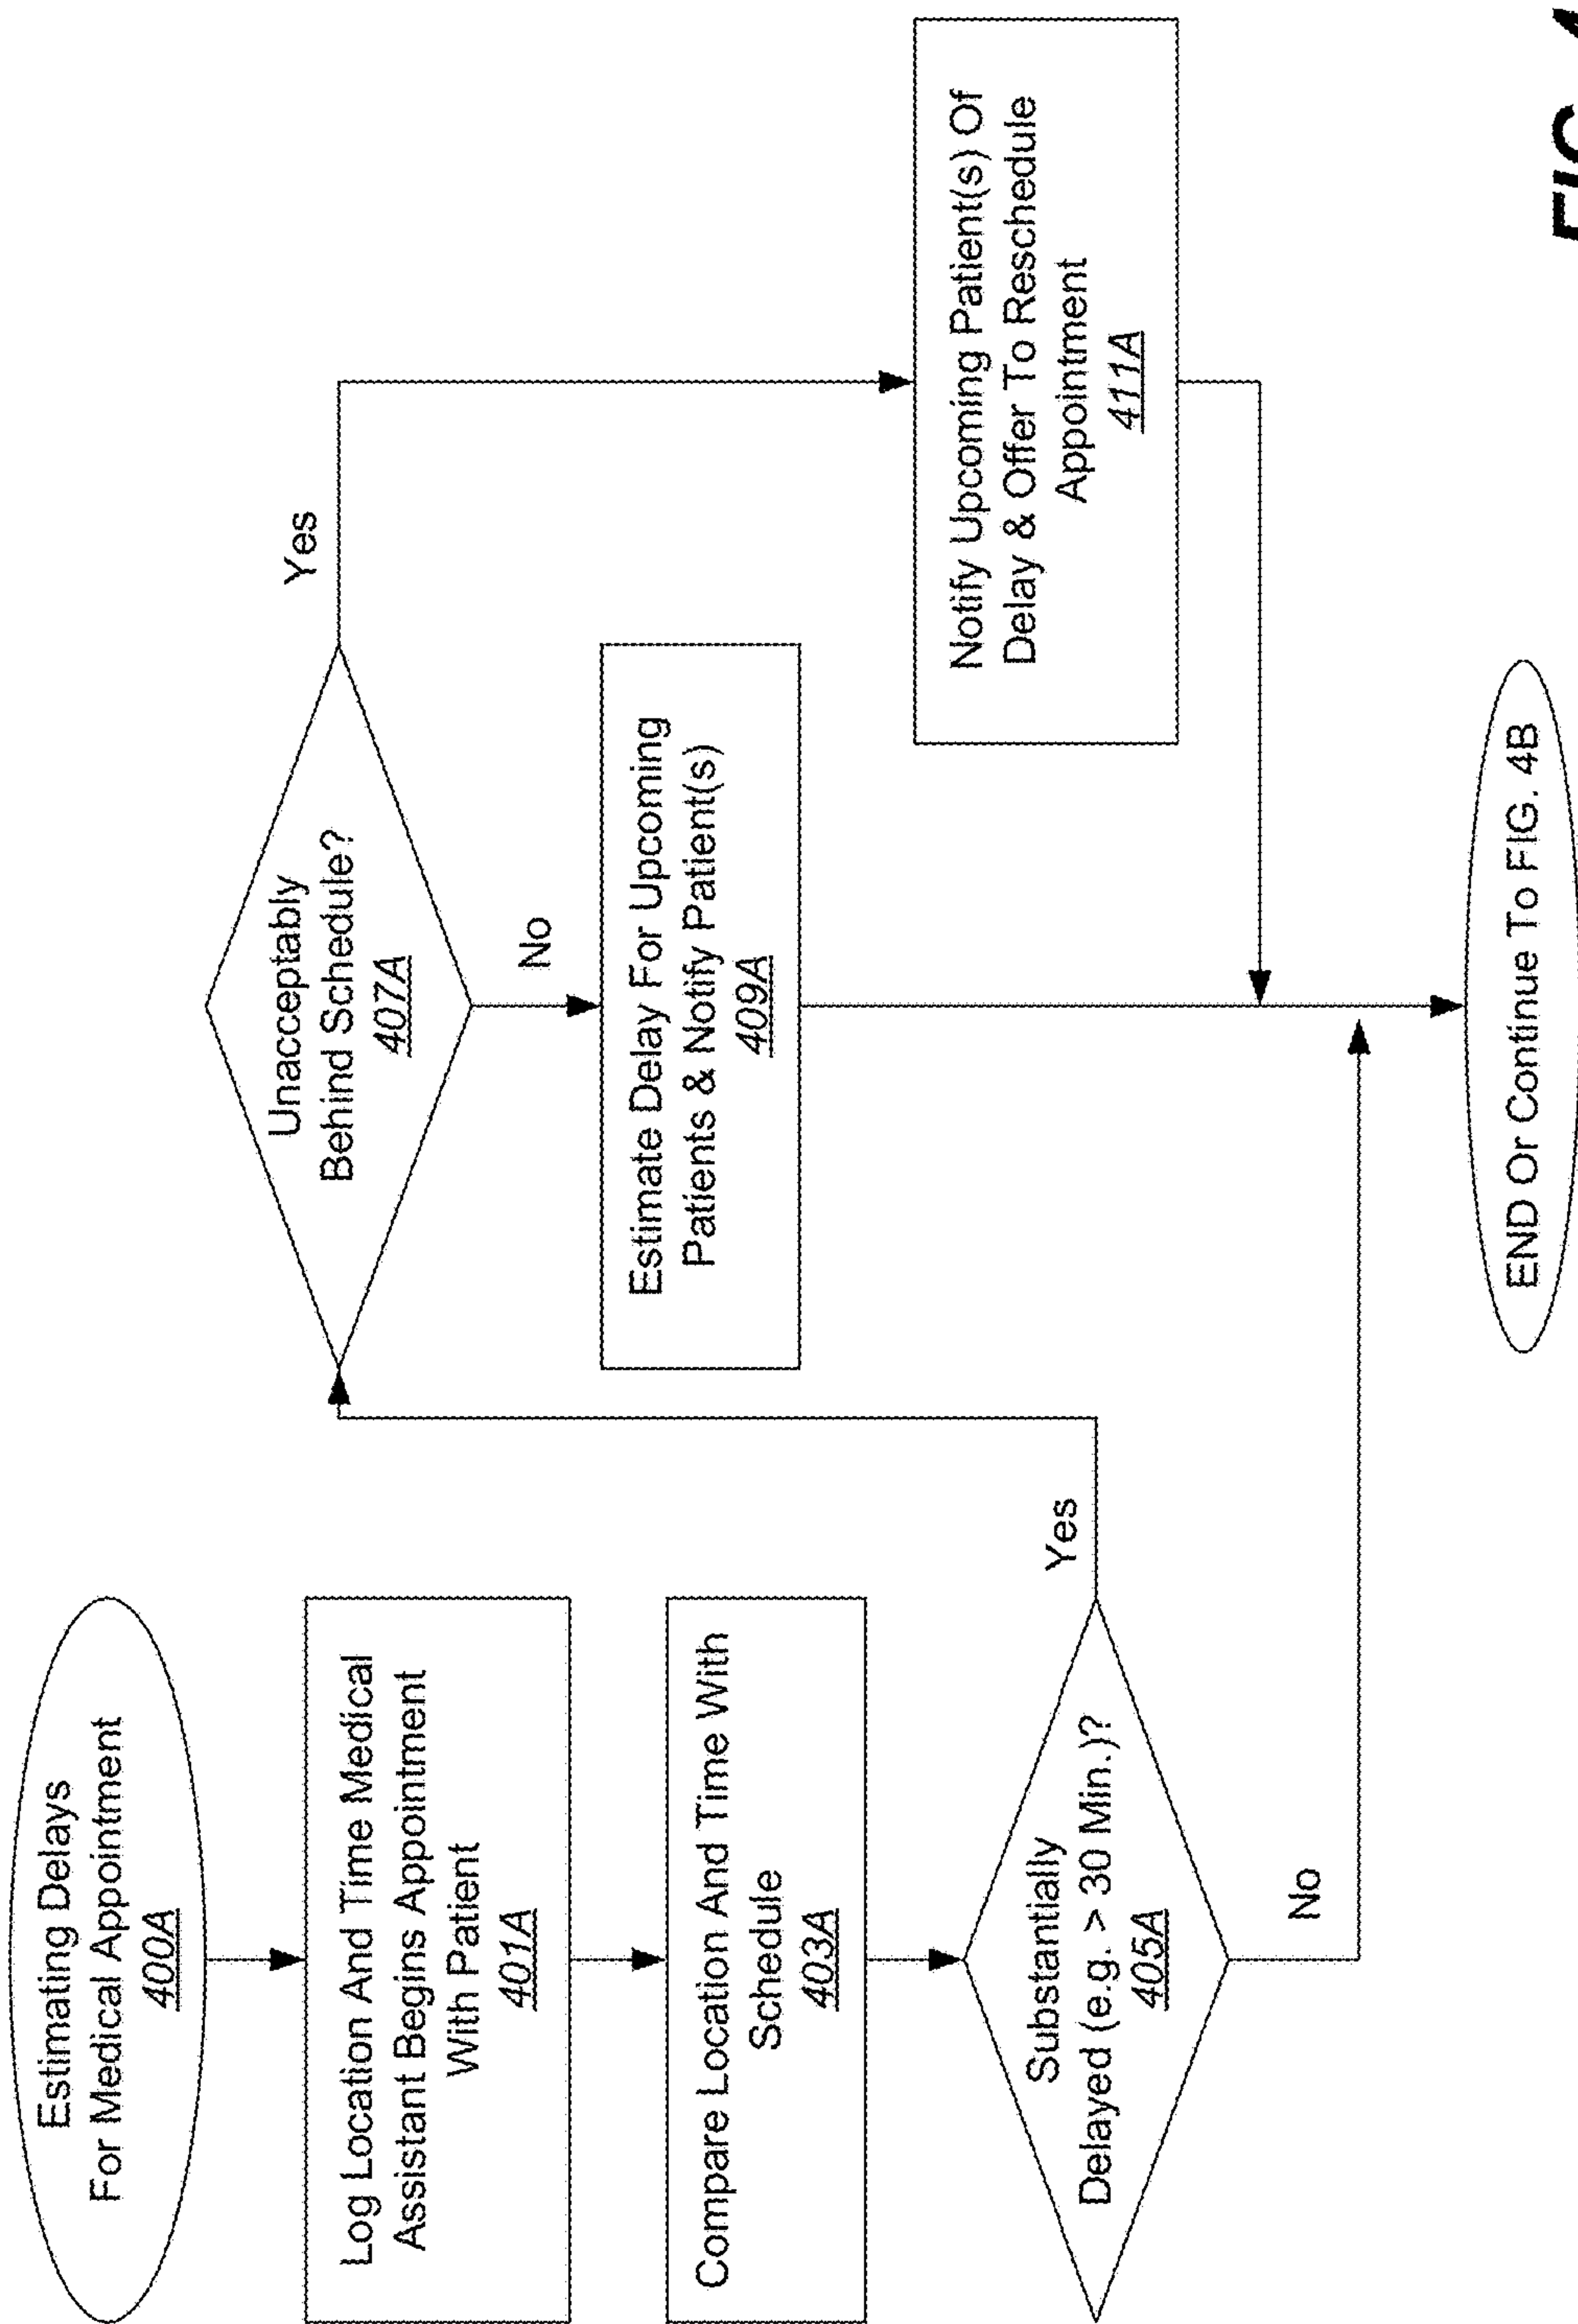 Estimating Delays
For Medical Appointment
400A
Log Location And Time Medical
Assistant Begins Appointment
With Patient
401A
Compare Location And Time With
Schedule
403A
Substantially
Delayed (e.g. > 30 Min.)?
405A
Yes
No
Unacceptably
Behind Schedule?
407A
Yes
No
Estimate Delay For Upcoming
Patients & Notify Patient(s)
409A
Notify Upcoming Patient(s) Of
Delay & Offer To Reschedule
Appointment
411A
END Or Continue To FIG. 4B